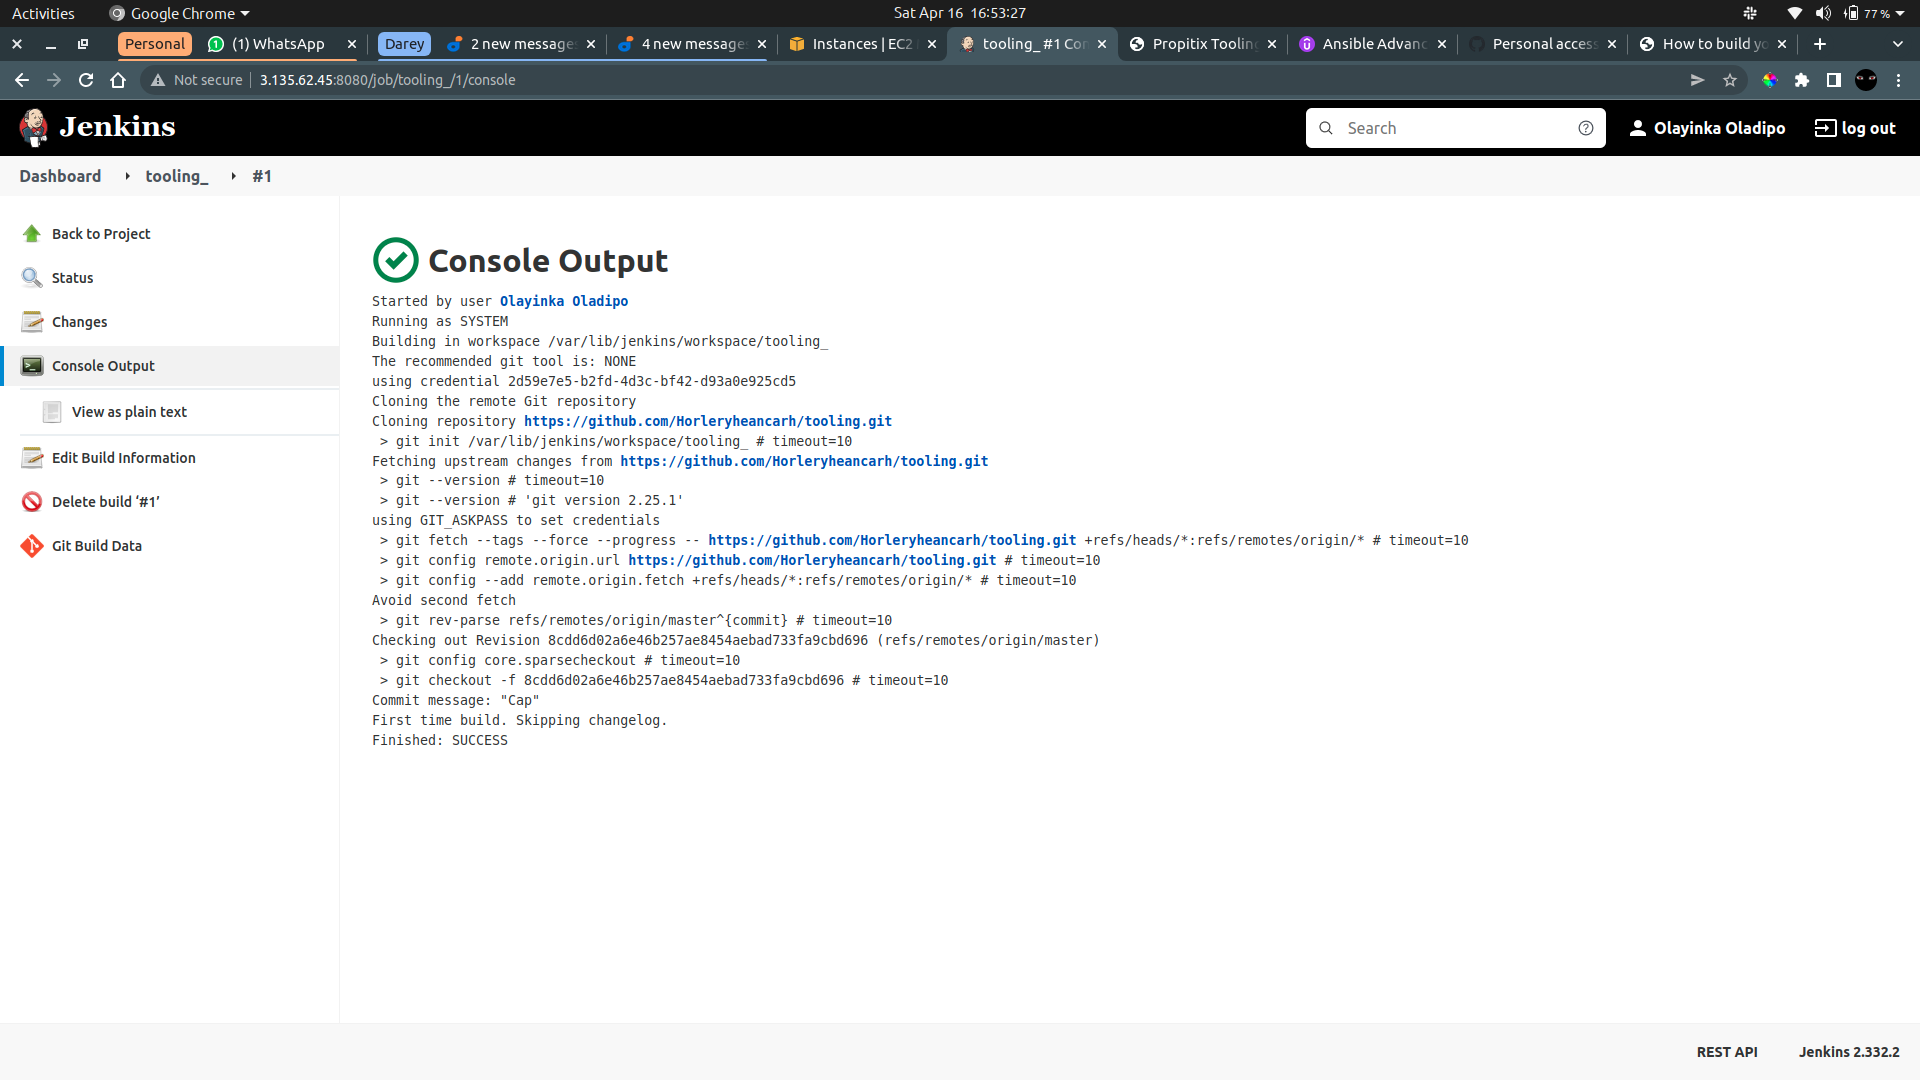 Activities Google Chrome Sat Apr 16 16:53:27 77 %
Personal (1) WhatsApp Darey 2 new messages 4 new messages Instances | EC2 tooling_ #1 Con Propitix Tooling Ansible Advanc Personal access How to build yo
Not secure 3.135.62.45:8080/job/tooling_/1/console
Jenkins Search Olayinka Oladipo log out
Dashboard tooling_ #1
Back to Project
Status
Changes
Console Output
View as plain text
Edit Build Information
Delete build ‘#1’
Git Build Data
Console Output
Started by user Olayinka Oladipo
Running as SYSTEM
Building in workspace /var/lib/jenkins/workspace/tooling_
The recommended git tool is: NONE
using credential 2d59e7e5-b2fd-4d3c-bf42-d93a0e925cd5
Cloning the remote Git repository
Cloning repository https://github.com/Horleryheancarh/tooling.git
> git init /var/lib/jenkins/workspace/tooling_ # timeout=10
Fetching upstream changes from https://github.com/Horleryheancarh/tooling.git
> git --version # timeout=10
> git --version # 'git version 2.25.1'
using GIT_ASKPASS to set credentials
> git fetch --tags --force --progress -- https://github.com/Horleryheancarh/tooling.git +refs/heads/*:refs/remotes/origin/* # timeout=10
> git config remote.origin.url https://github.com/Horleryheancarh/tooling.git # timeout=10
> git config --add remote.origin.fetch +refs/heads/*:refs/remotes/origin/* # timeout=10
Avoid second fetch
> git rev-parse refs/remotes/origin/master^{commit} # timeout=10
Checking out Revision 8cdd6d02a6e46b257ae8454aebad733fa9cbd696 (refs/remotes/origin/master)
> git config core.sparsecheckout # timeout=10
> git checkout -f 8cdd6d02a6e46b257ae8454aebad733fa9cbd696 # timeout=10
Commit message: "Cap"
First time build. Skipping changelog.
Finished: SUCCESS
REST API Jenkins 2.332.2